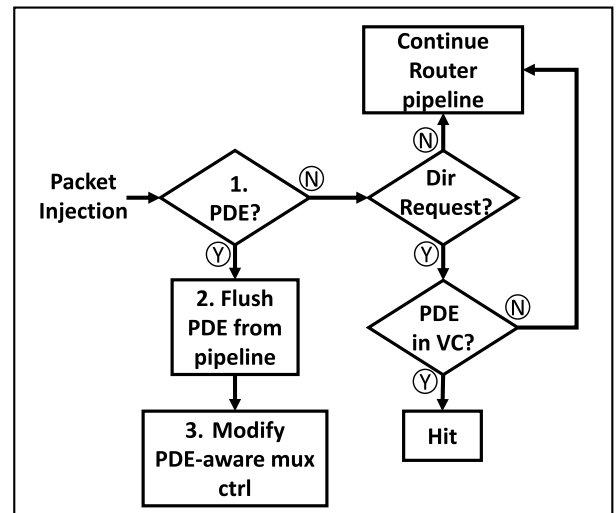 Continue
Router
pipeline
N
Packet
Injection
1.
PDE?
N
Dir
Request?
Y
Y
2. Flush
PDE from
pipeline
PDE
in VC?
N
Y
3. Modify
PDE-aware mux
ctrl
Hit